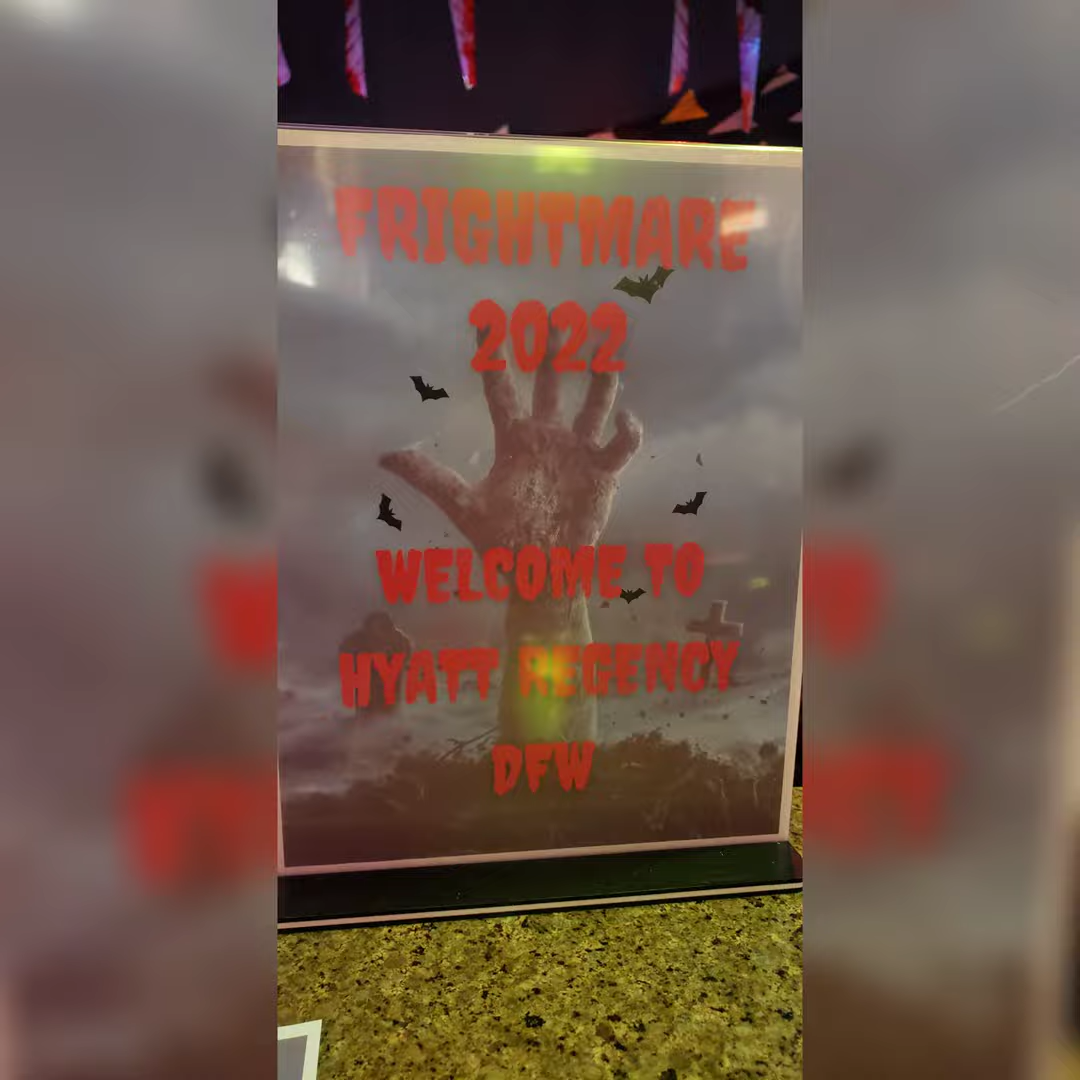 FRIGHTMARE
2022
WELCOME TO
HYATT REGENCY
DFW